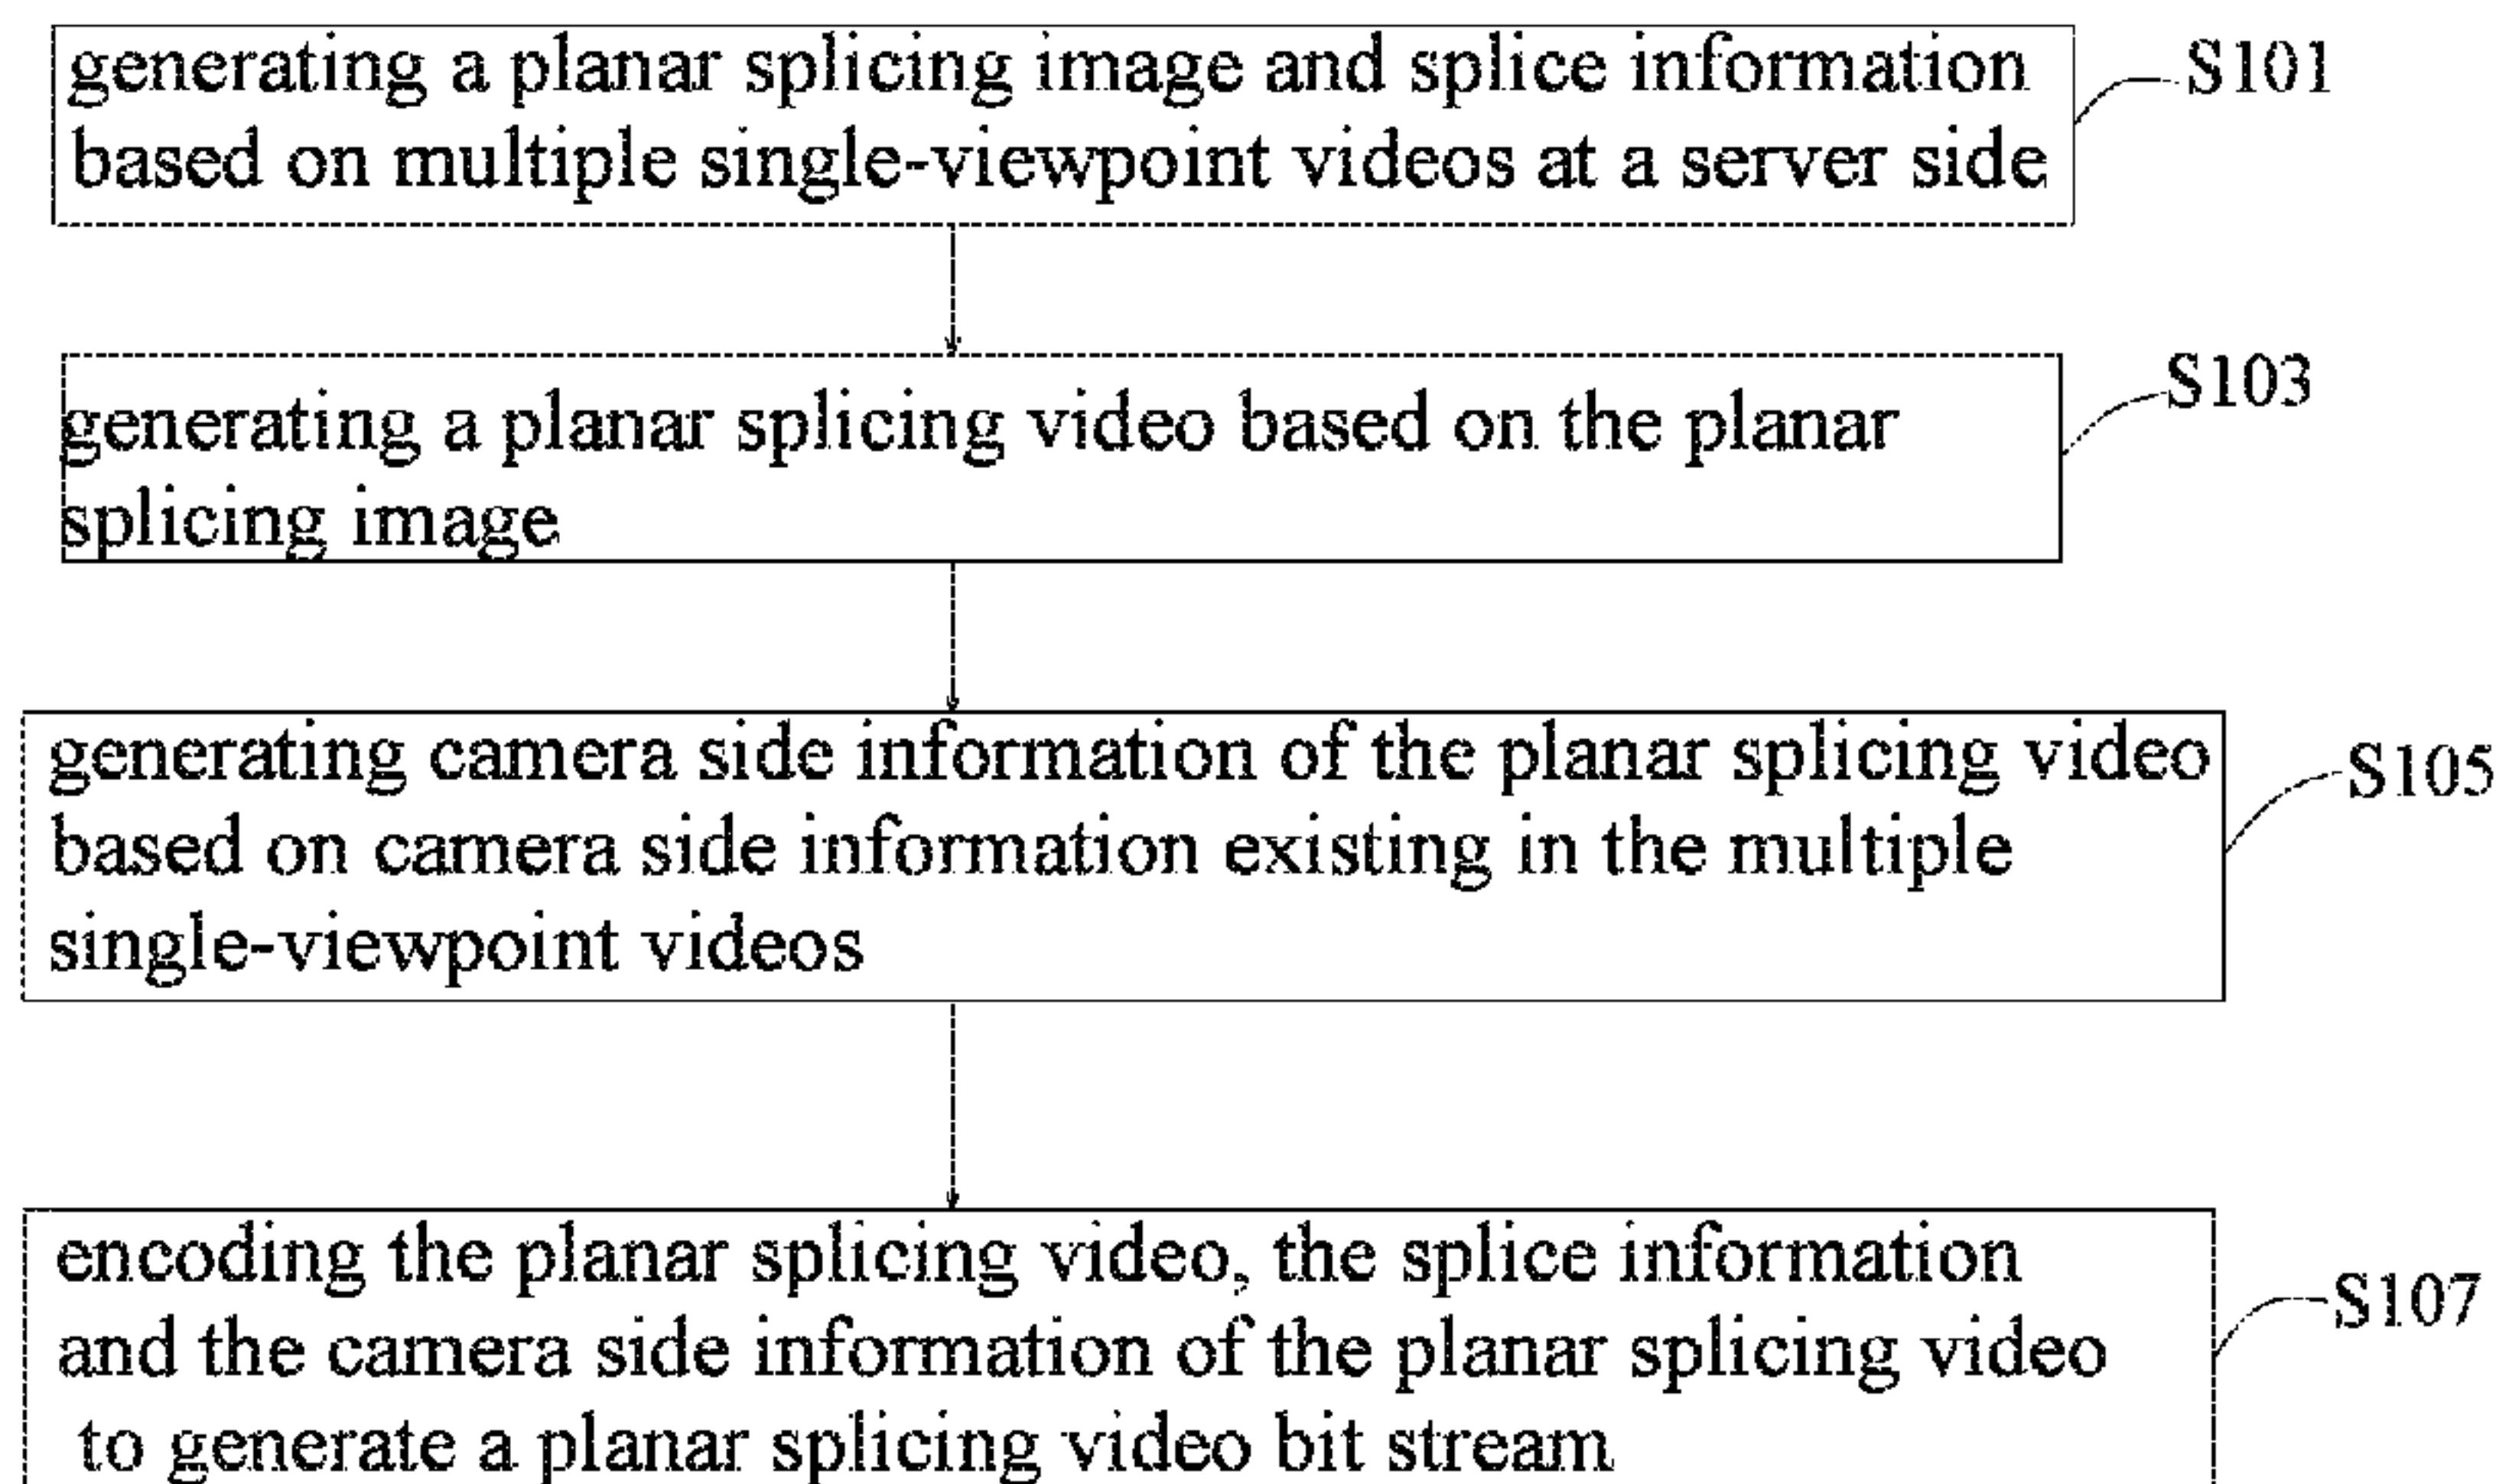 generating a planar splicing image and splice information
S101
based on multiple single-viewpoint videos at a server side
S103
generating a planar splicing video based on the planar
splicing image
generating camera side information of the planar splicing video
S105
based on camera side information existing in the multiple
single-viewpoint videos
encoding the planar splicing video, the splice information
S107
and the camera side information of the planar splicing video
to generate a planar splicing video bit stream